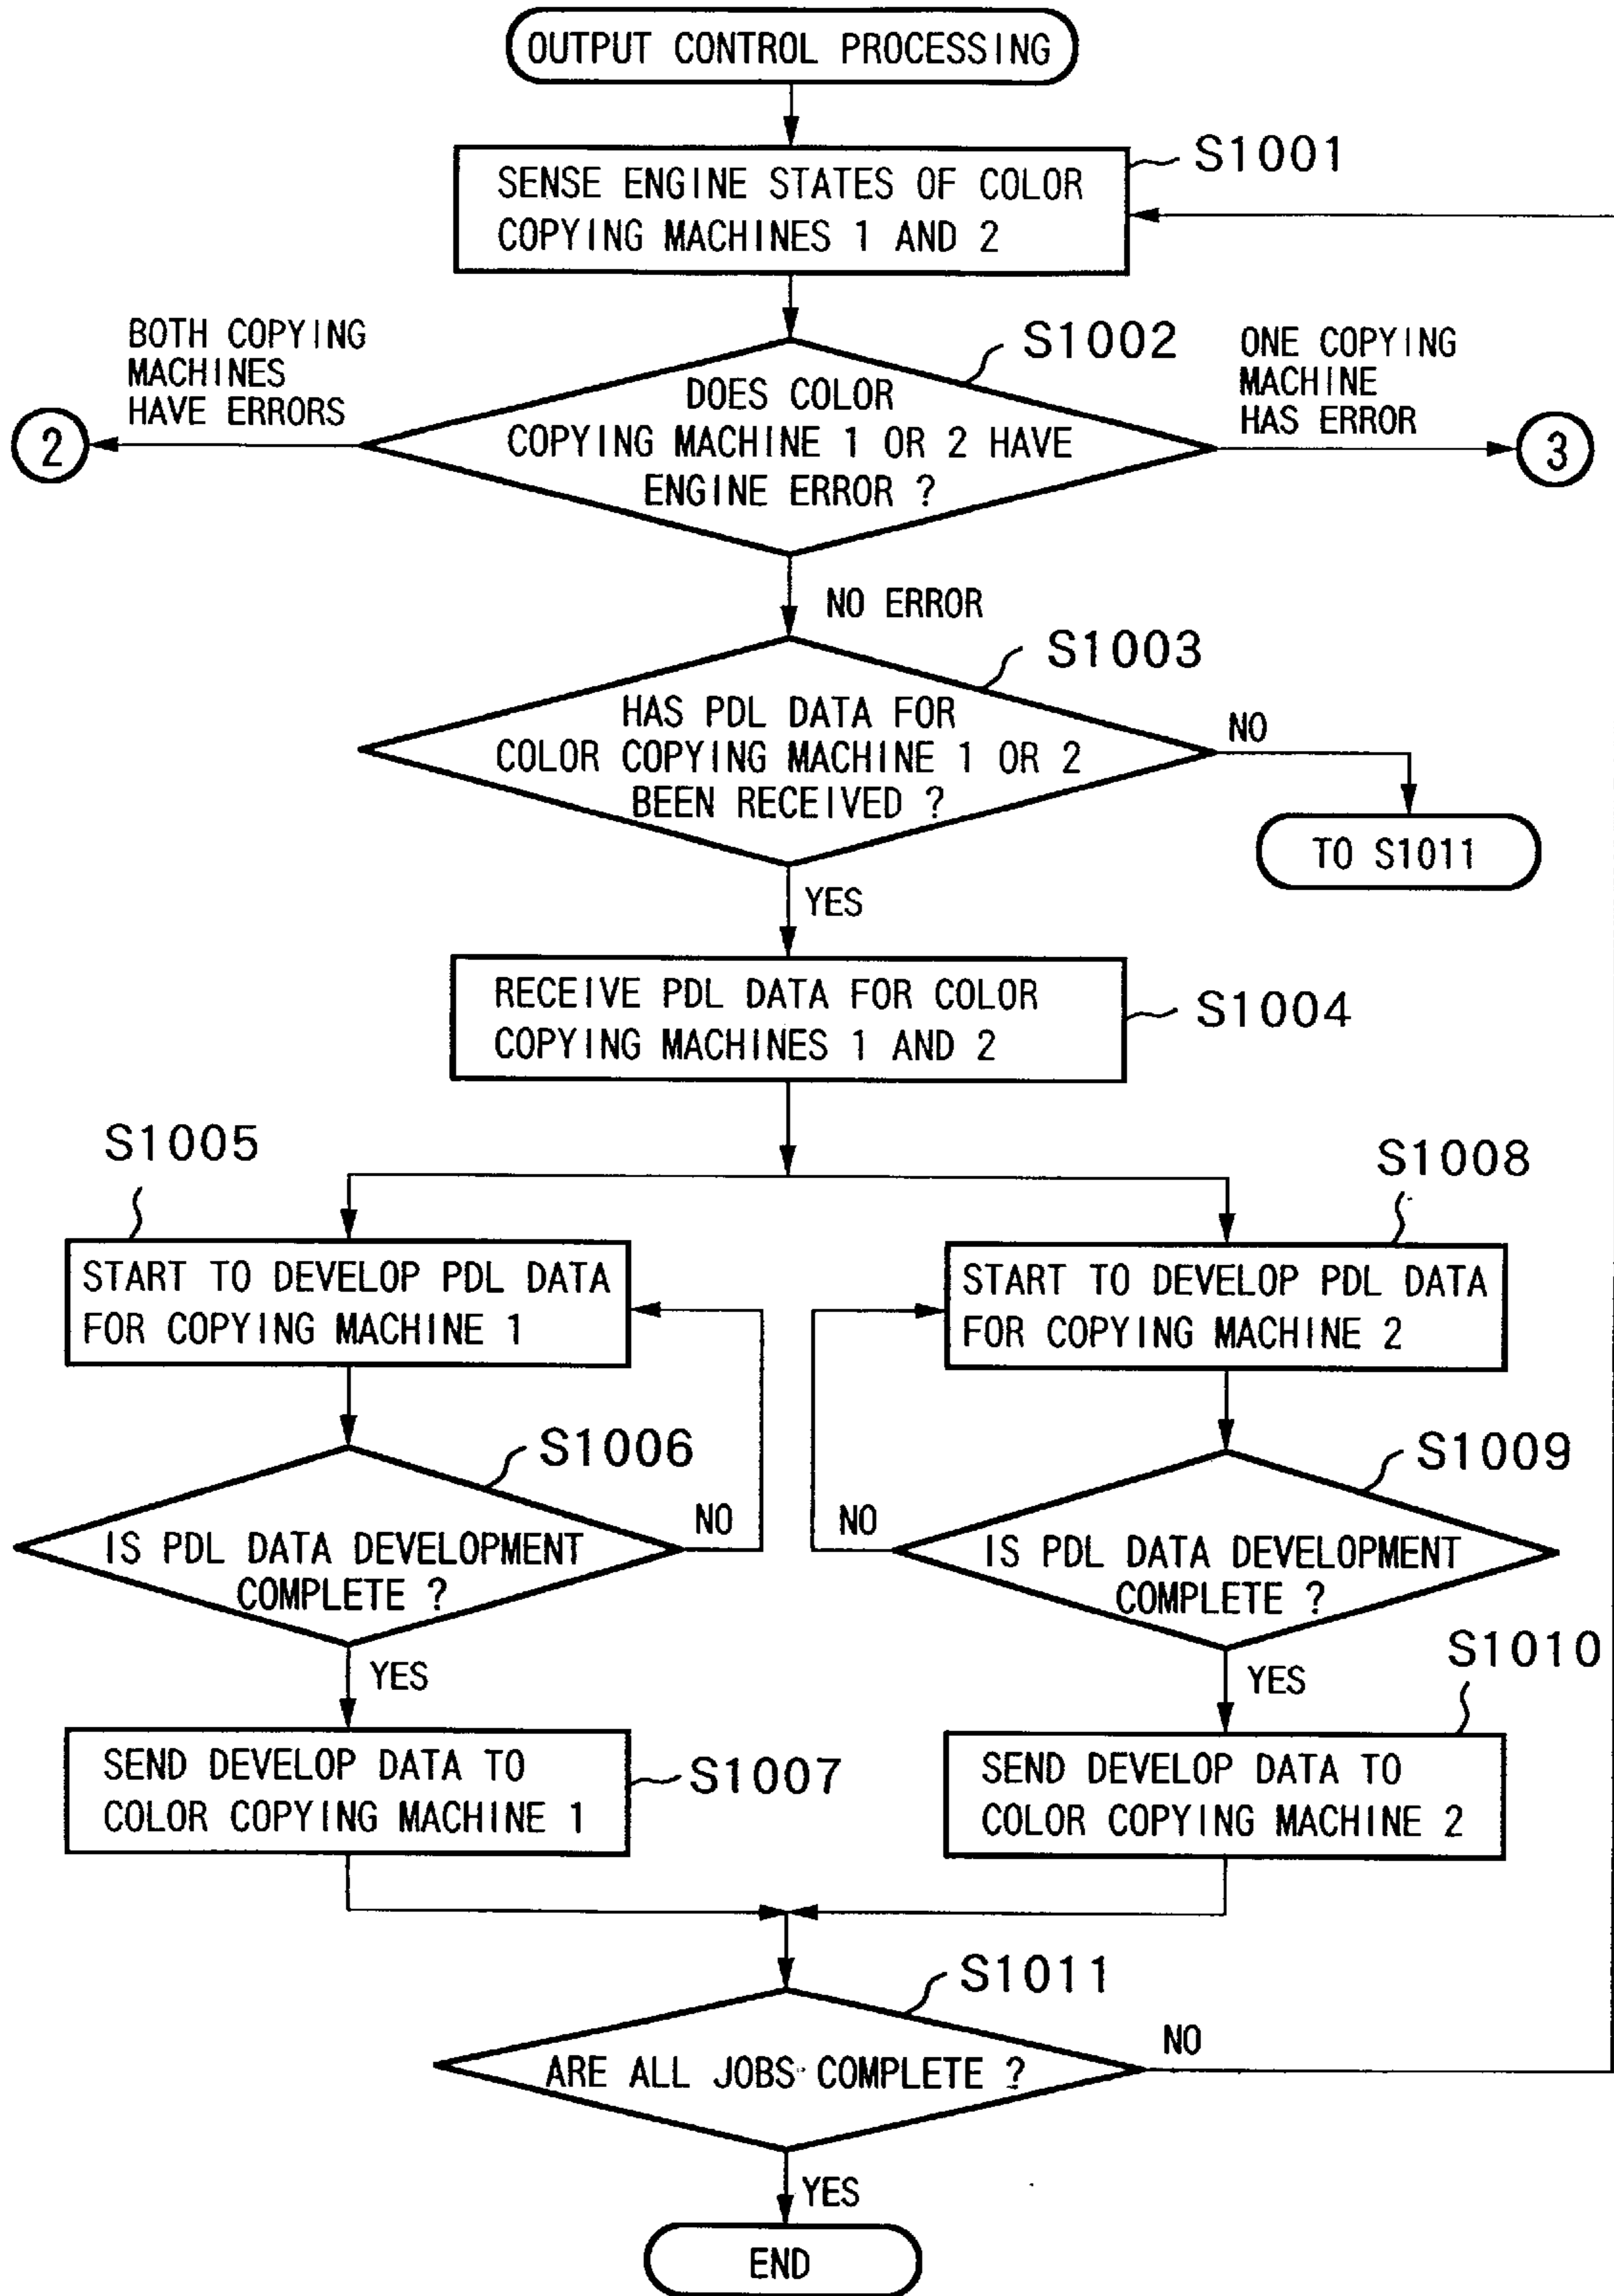 OUTPUT CONTROL PROCESSING
S1001
SENSE ENGINE STATES OF COLOR
COPYING MACHINES 1 AND 2
BOTH COPYING
MACHINES
HAVE ERRORS
S1002
ONE COPYING
MACHINE
HAS ERROR
DOES COLOR
COPYING MACHINE 1 OR 2 HAVE
ENGINE ERROR ?
2
3
NO ERROR
S1003
HAS PDL DATA FOR
COLOR COPYING MACHINE 1 OR 2
BEEN RECEIVED ?
NO
TO S1011
YES
RECEIVE PDL DATA FOR COLOR
COPYING MACHINES 1 AND 2
S1004
S1005
START TO DEVELOP PDL DATA
FOR COPYING MACHINE 1
S1008
START TO DEVELOP PDL DATA
FOR COPYING MACHINE 2
S1006
IS PDL DATA DEVELOPMENT
COMPLETE ?
NO
S1009
IS PDL DATA DEVELOPMENT
COMPLETE ?
NO
YES
SEND DEVELOP DATA TO
COLOR COPYING MACHINE 1
S1007
YES
S1010
SEND DEVELOP DATA TO
COLOR COPYING MACHINE 2
S1011
ARE ALL JOBS COMPLETE ?
NO
YES
END